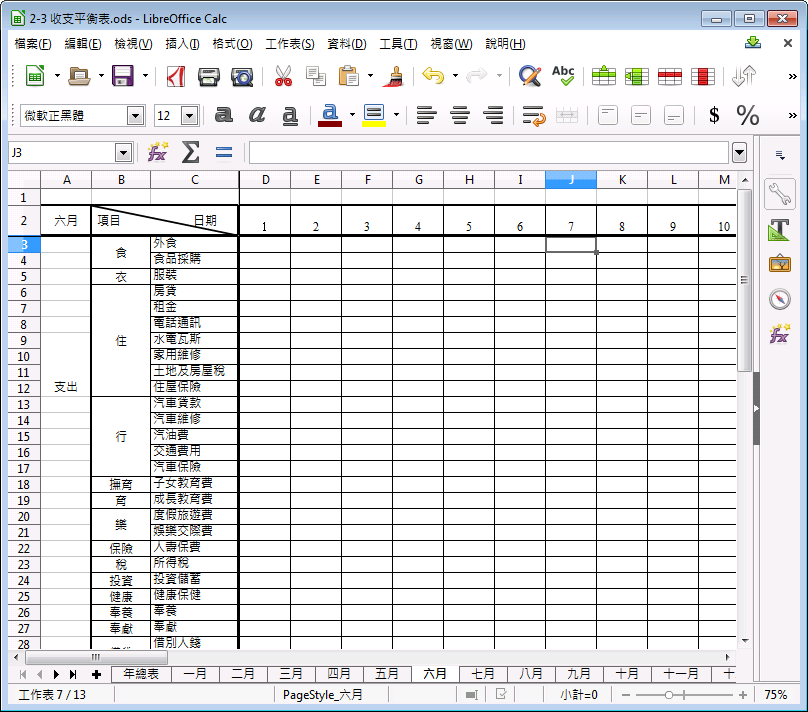 2-3 收支平衡表.ods - LibreOffice Calc
檔案(F) 編輯(E) 檢視(V) 插入(I) 格式(O) 工作表(S) 資料(D) 工具(T) 視窗(W) 說明(H)
Abc
微軟正黑體 12 a a a a $ %
J3 fx Σ =
A B C D E F G H I J K L M
1
2 六月 項目 日期 1 2 3 4 5 6 7 8 9 10
3 食 外食
4 食品採購
5 衣 服裝
6 房貸
7 租金
8 電話通訊
9 住 水電瓦斯
10 家用維修
11 土地及房屋稅
12 支出 住屋保險
13 汽車貸款
14 汽車維修
15 行 汽油費
16 交通費用
17 汽車保險
18 撫育 子女教育費
19 育 成長教育費
20 樂 度假旅遊費
21 娛樂交際費
22 保險 人壽保費
23 稅 所得稅
24 投資 投資儲蓄
25 健康 健康保健
26 奉養 奉養
27 奉獻 奉獻
28 借別人錢
年總表 一月 二月 三月 四月 五月 六月 七月 八月 九月 十月 十一月 十
工作表 7 / 13 PageStyle_六月 小計=0 75%